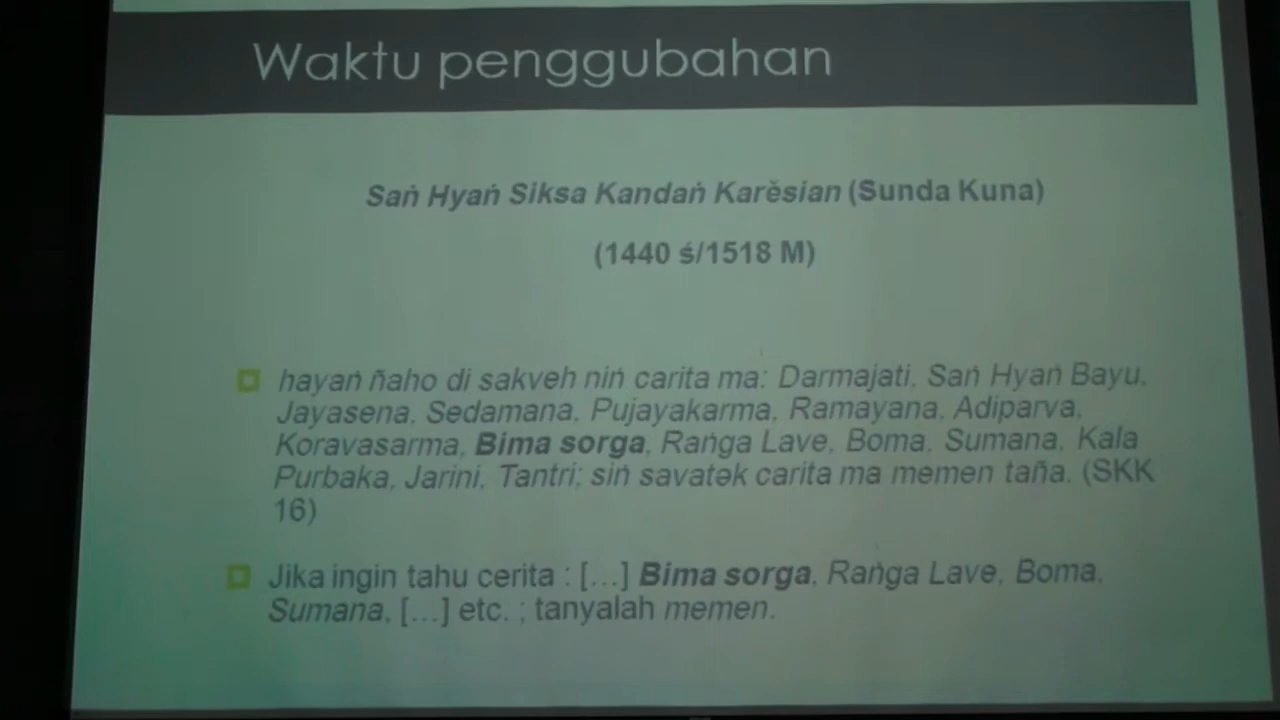 Waktu penggubahan
Saṅ Hyaṅ Siksa Kandaṅ Karĕsian (Sunda Kuna)
(1440 ś/1518 M)
hayaṅ ñaho di sakveh niṅ carita ma: Darmajati, Saṅ Hyaṅ Bayu,
Jayasena, Sedamana, Pujayakarma, Ramayana, Adiparva,
Koravasarma, Bima sorga, Raṅga Lave, Boma, Sumana, Kala
Purbaka, Jarini, Tantri; siṅ savatək carita ma memen taña. (SKK
16)
Jika ingin tahu cerita : [...] Bima sorga, Raṅga Lave, Boma,
Sumana, [...] etc. ; tanyalah memen.